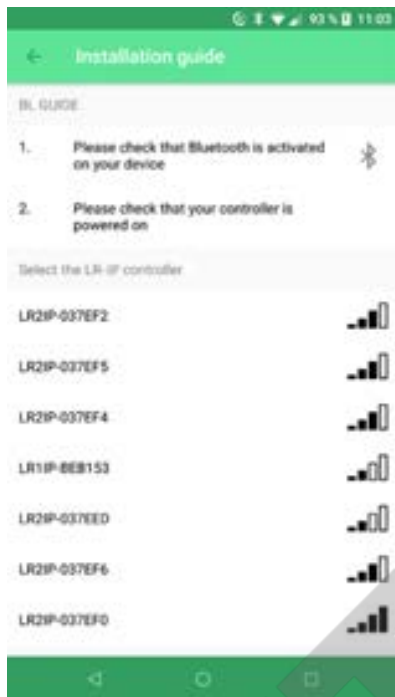 93 % 11:03
Installation guide
BL GUIDE
1. Please check that Bluetooth is activated
on your device
2. Please check that your controller is
powered on
Select the LR-IP controller
LR2IP-037EF2
LR2IP-037EF5
LR2IP-037EF4
LR1IP-BEB153
LR2IP-037EED
LR2IP-037EF6
LR2IP-037EF0